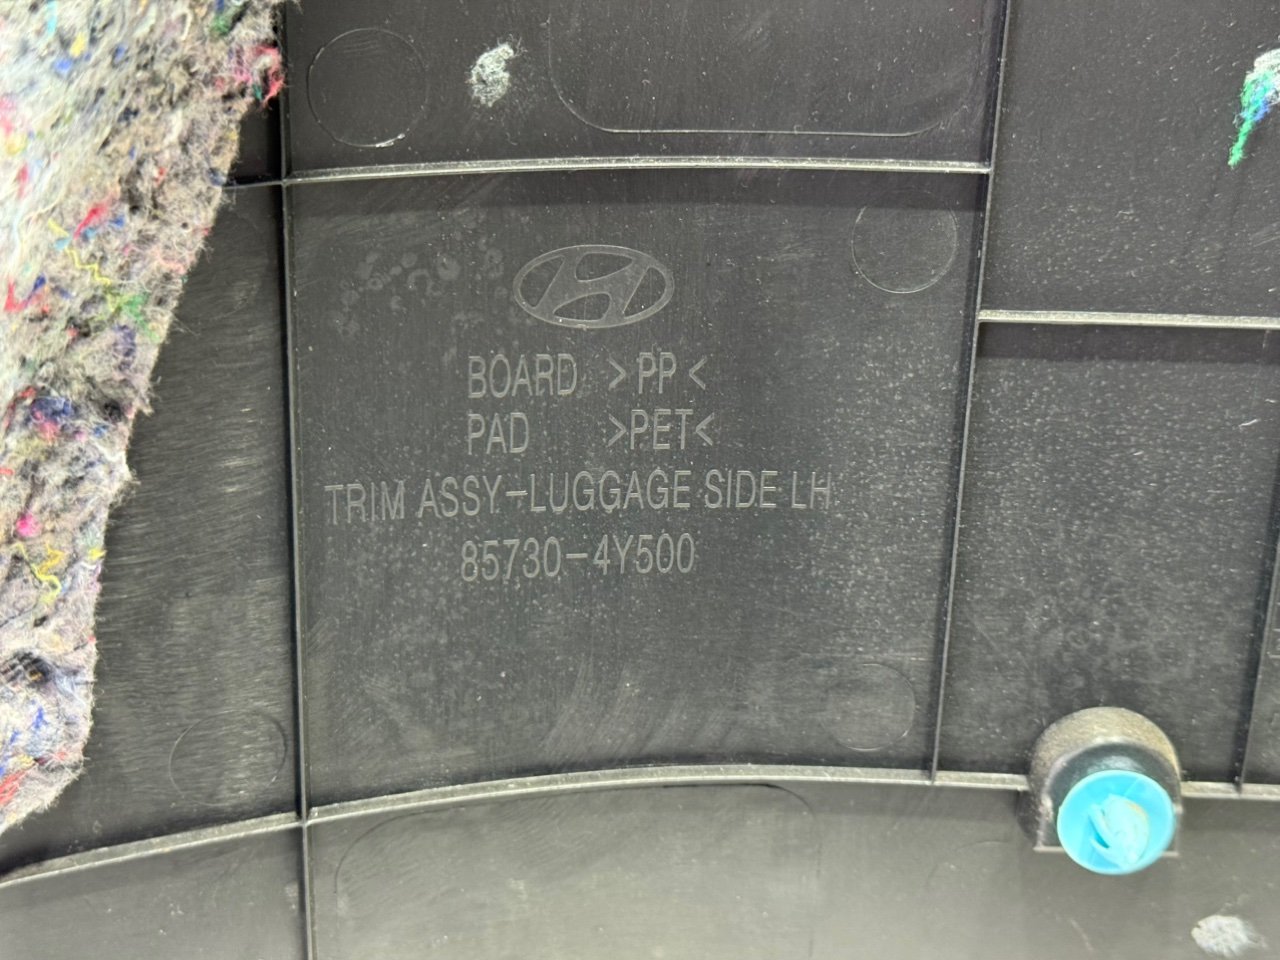 BOARD >PP<
PAD >PET<
TRIM ASSY-LUGGAGE SIDE LH
85730-4Y500